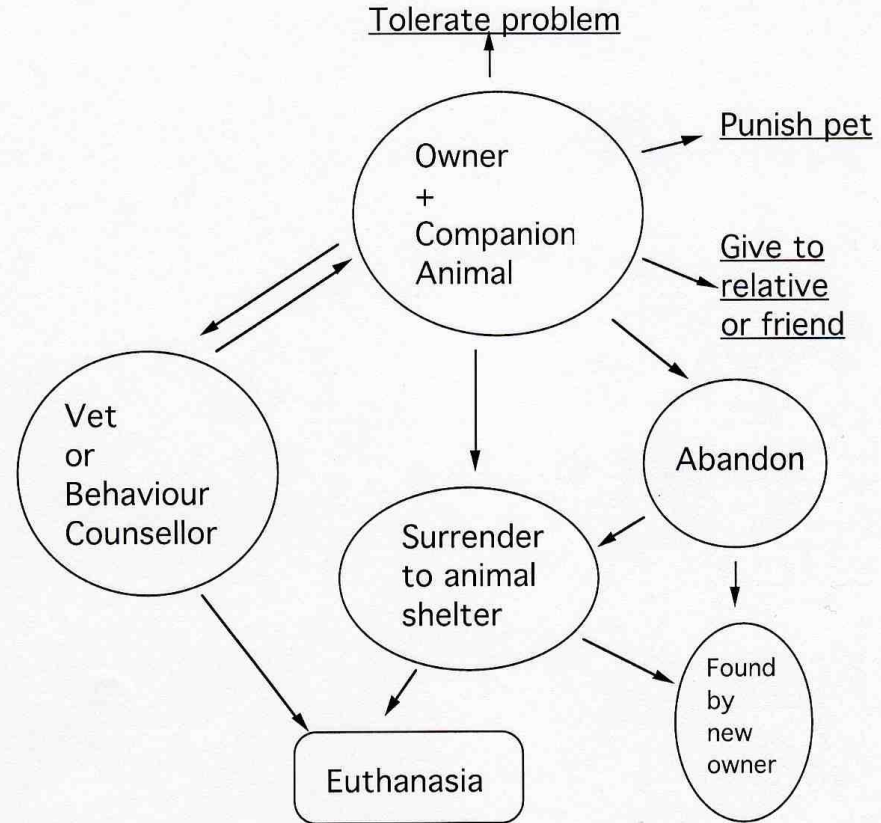 Tolerate problem
Punish pet
Owner
+
Companion
Animal
Give to
relative
or friend
Vet
or
Behaviour
Counsellor
Abandon
Surrender
to animal
shelter
Found
by
new
owner
Euthanasia